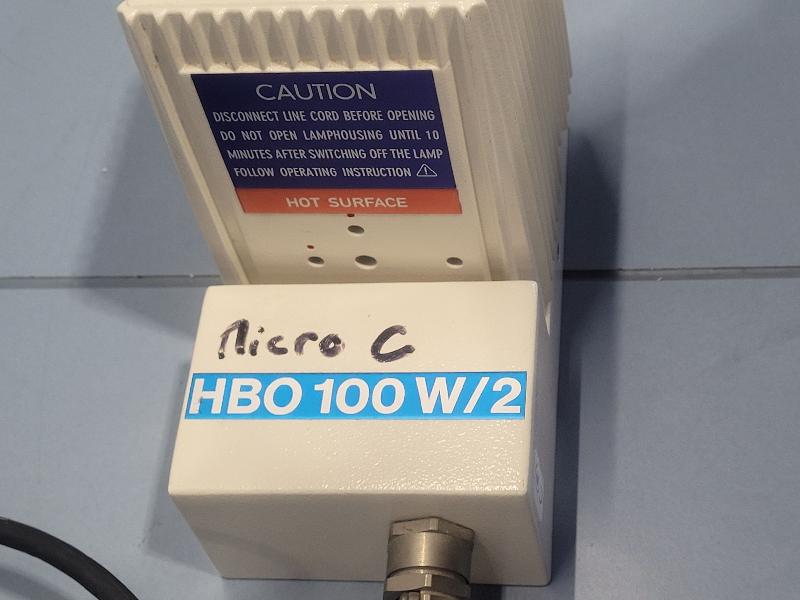 CAUTION
DISCONNECT LINE CORD BEFORE OPENING
DO NOT OPEN LAMPHOUSING UNTIL 10
MINUTES AFTER SWITCHING OFF THE LAMP
FOLLOW OPERATING INSTRUCTION
HOT SURFACE
Micro C
HBO 100 W/2